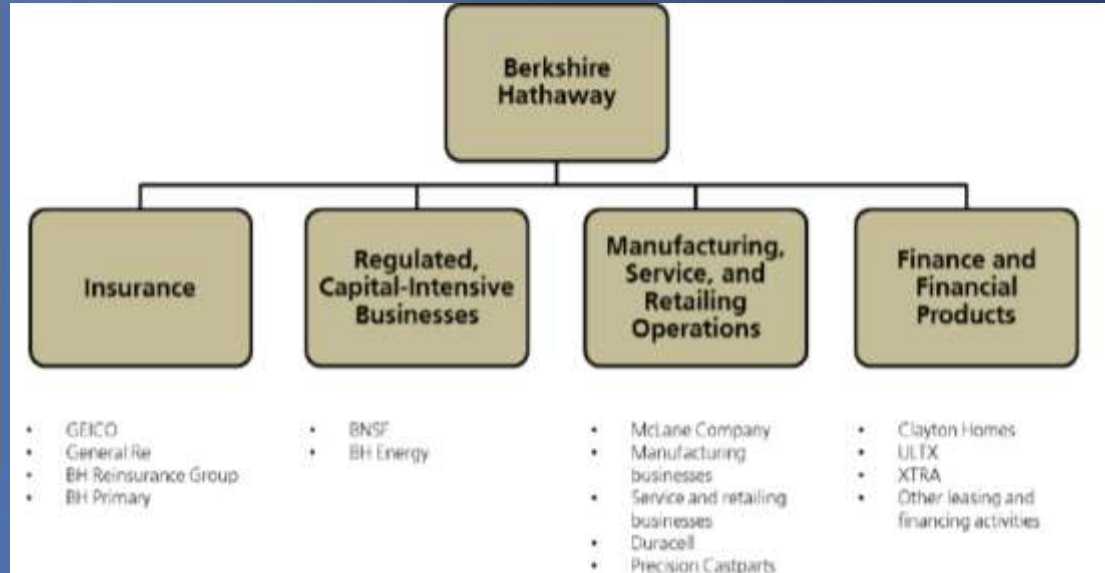 Berkshire
Hathaway
Insurance
Regulated,
Capital-Intensive
Businesses
Manufacturing,
Service, and
Retailing
Operations
Finance and
Financial
Products
• GEICO
• General Re
• BH Reinsurance Group
• BH Primary
• BNSF
• BH Energy
• McLane Company
• Manufacturing
businesses
• Service and retailing
businesses
• Duracell
• Precision Castparts
• Clayton Homes
• ULTX
• XTRA
• Other leasing and
financing activities